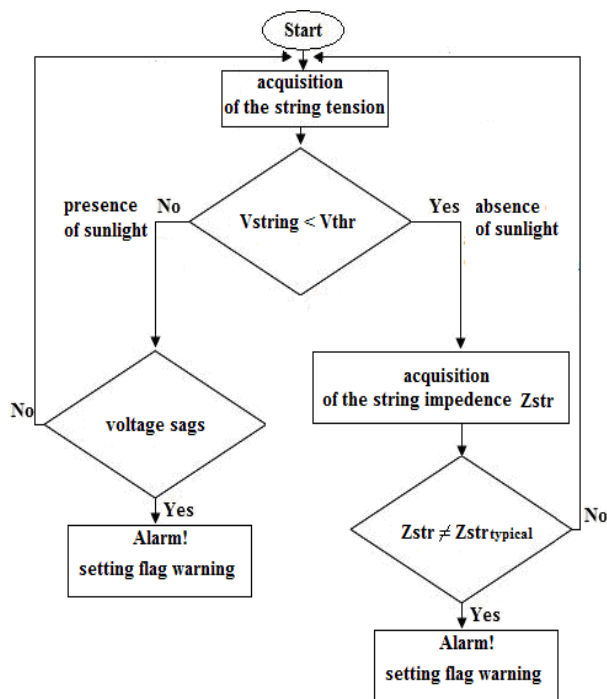 Start
acquisition
of the string tension
presence
of sunlight
No
Vstring < Vthr
Yes
absence
of sunlight
acquisition
of the string impedence Zstr
No
voltage sags
Yes
Alarm!
setting flag warning
Zstr ≠ Zstrtypical
No
Yes
Alarm!
setting flag warning